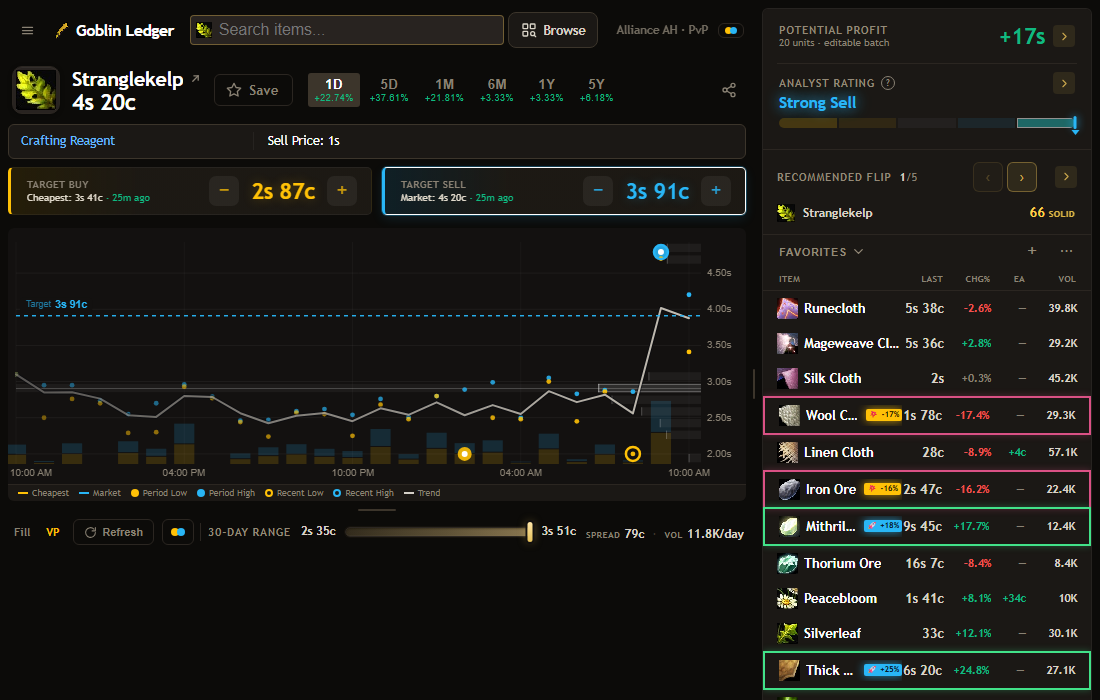 Goblin Ledger
Search items...
Browse
Alliance AH · PvP
Stranglekelp
4s 20c
Save
1D +22.74%
5D +37.61%
1M +21.81%
6M +3.33%
1Y +3.33%
5Y +6.18%
Crafting Reagent
Sell Price: 1s
TARGET BUY
Cheapest: 3s 41c · 25m ago
− 2s 87c +
TARGET SELL
Market: 4s 20c · 25m ago
− 3s 91c +
Target 3s 91c
4.50s
4.00s
3.50s
3.00s
2.50s
2.00s
10:00 AM 04:00 PM 10:00 PM 04:00 AM 10:00 AM
Cheapest Market Period Low Period High Recent Low Recent High Trend
Fill VP Refresh 30-DAY RANGE 2s 35c 3s 51c SPREAD 79c · VOL 11.8K/day
POTENTIAL PROFIT
20 units · editable batch
+17s
ANALYST RATING ?
Strong Sell
RECOMMENDED FLIP 1/5
Stranglekelp 66 SOLID
FAVORITES + ...
ITEM LAST CHG% EA VOL
Runecloth 5s 38c -2.6% — 39.8K
Mageweave Cl... 5s 36c +2.8% — 29.2K
Silk Cloth 2s +0.3% — 45.2K
Wool C... -17% 1s 78c -17.4% — 29.3K
Linen Cloth 28c -8.9% +4c 57.1K
Iron Ore -16% 2s 47c -16.2% — 22.4K
Mithril... +18% 9s 45c +17.7% — 12.4K
Thorium Ore 16s 7c -8.4% — 8.4K
Peacebloom 1s 41c +8.1% +34c 10K
Silverleaf 33c +12.1% — 30.1K
Thick ... +25% 6s 20c +24.8% — 27.1K